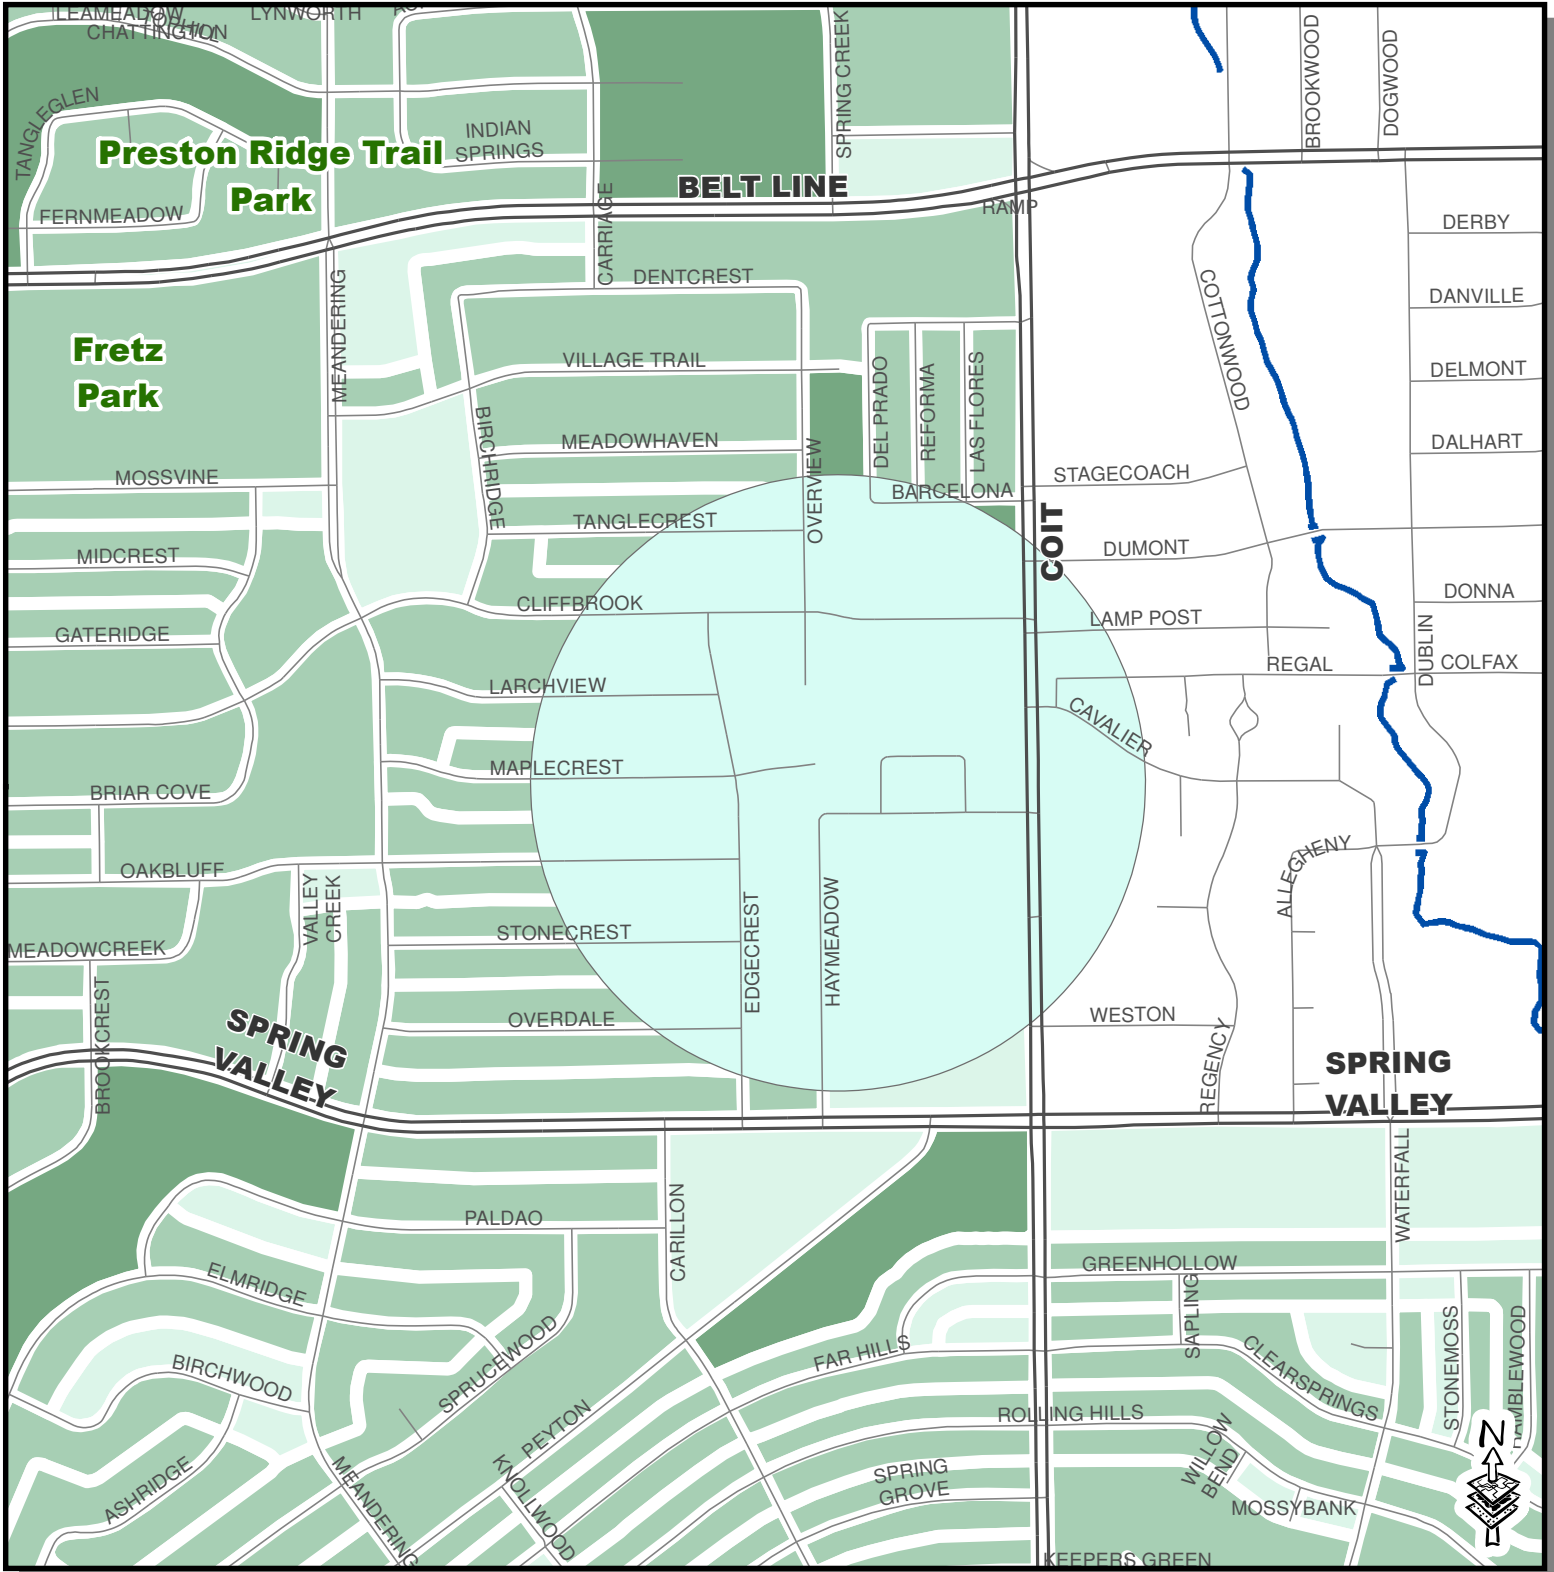 LEAMEADOW
LYNWORTH
CHATTINGTON
TOPHILL
SPRING CREEK
BROOKWOOD
DOGWOOD
TANGLEGLEN
INDIAN
SPRINGS
Preston Ridge Trail
Park
BELT LINE
RAMP
FERNMEADOW
CARRIAGE
DERBY
MEANDERING
DENTCREST
COTTONWOOD
DANVILLE
Fretz
Park
VILLAGE TRAIL
DEL PRADO
REFORMA
LAS FLORES
DELMONT
BIRCHRIDGE
MEADOWHAVEN
OVERVIEW
DALHART
MOSSVINE
BARCELONA
STAGECOACH
TANGLECREST
COIT
MIDCREST
DUMONT
CLIFFBROOK
DONNA
GATERIDGE
LAMP POST
DUBLIN
LARCHVIEW
REGAL
COLFAX
CAVALIER
MAPLECREST
BRIAR COVE
OAKBLUFF
ALLEGHENY
VALLEY
CREEK
EDGECREST
HAYMEADOW
MEADOWCREEK
STONECREST
BROOKCREST
OVERDALE
WESTON
REGENCY
SPRING
VALLEY
SPRING
VALLEY
WATERFALL
CARILLON
PALDAO
GREENHOLLOW
ELMRIDGE
SAPLING
SPRUCEWOOD
FAR HILLS
CLEARSPRINGS
STONEMOSS
BIRCHWOOD
PEYTON
ROLLING HILLS
WILLOW
BEND
N
KNOLLWOOD
SPRING
GROVE
ASHRIDGE
MEANDERING
MOSSYBANK
KEEPERS GREEN